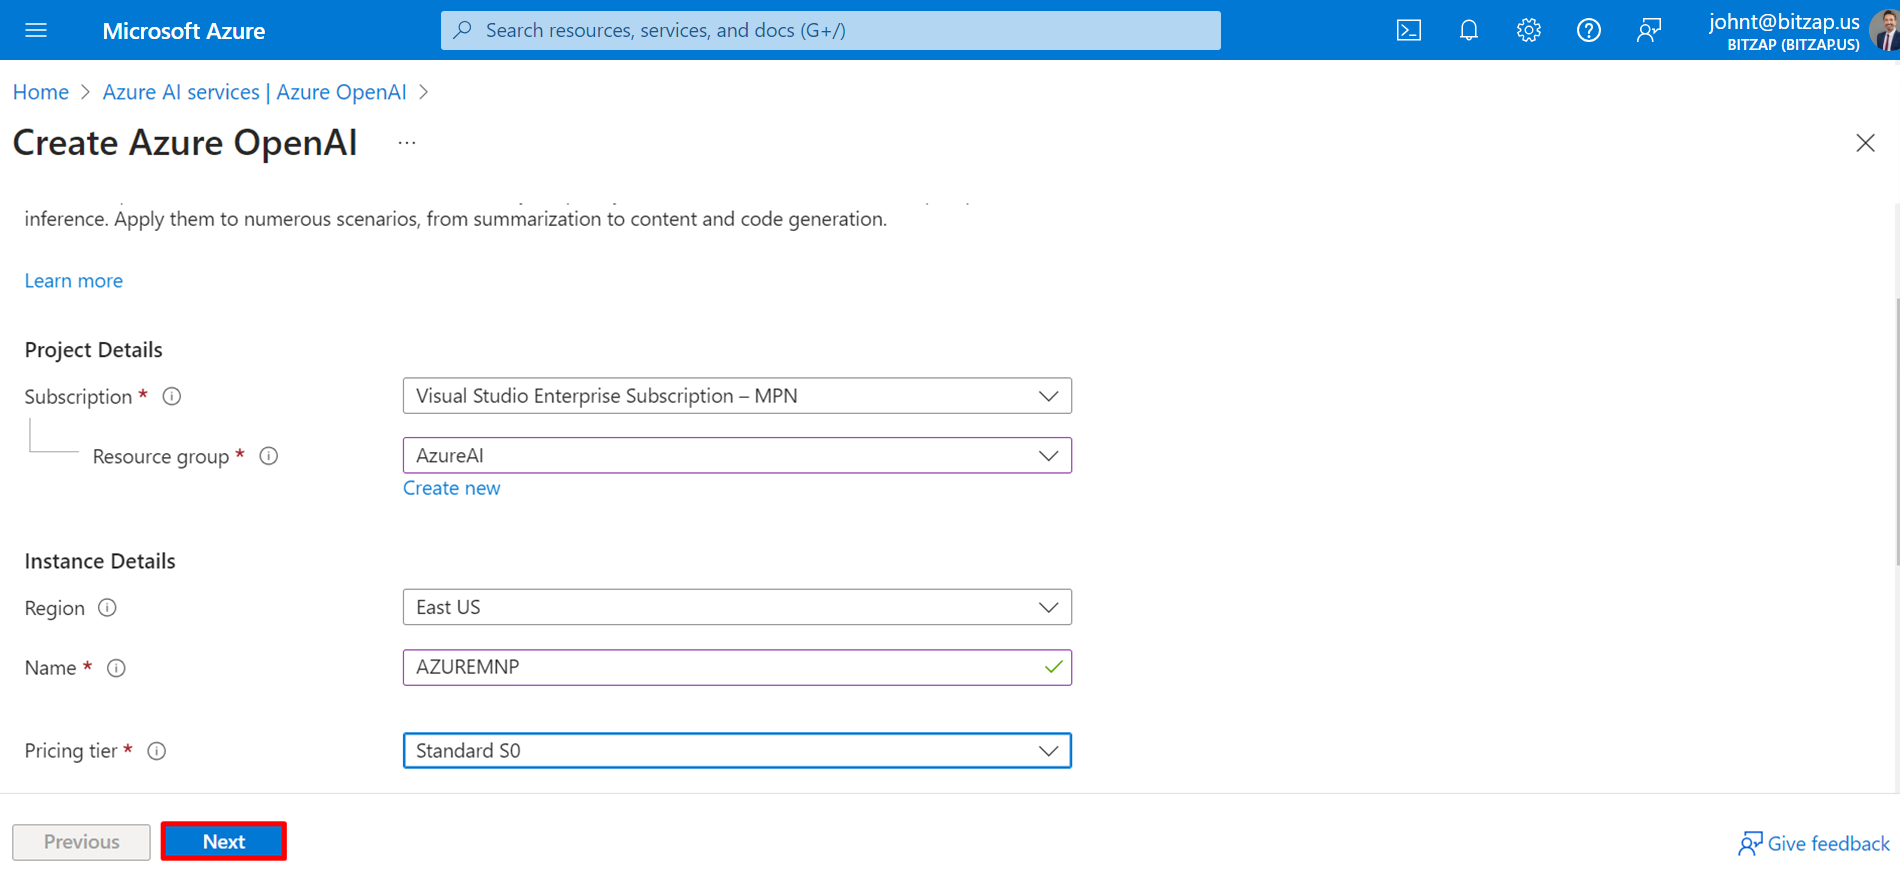 Microsoft Azure
Search resources, services, and docs (G+/)
johnt@bitzap.us
BITZAP (BITZAP.US)
Home > Azure AI services | Azure OpenAI >
Create Azure OpenAI ...
inference. Apply them to numerous scenarios, from summarization to content and code generation.
Learn more
Project Details
Subscription * Visual Studio Enterprise Subscription – MPN
Resource group * AzureAI
Create new
Instance Details
Region East US
Name * AZUREMNP
Pricing tier * Standard S0
Previous Next
Give feedback